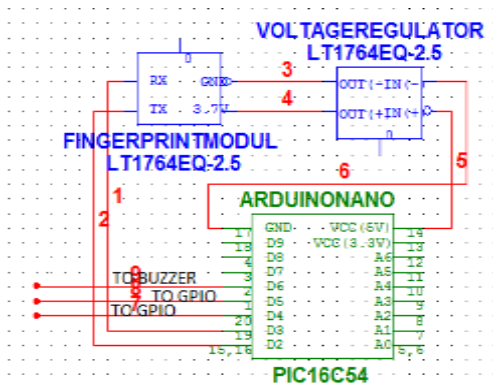 VOLTAGEREGULATOR
LT1764EQ-2.5
RX GND
TX 3.7V
3
4
OUT(-IN(-)
OUT(+IN(+)
FINGERPRINTMODUL
LT1764EQ-2.5
1
2
5
6
ARDUINONANO
17 GND VCC(5V) 14
18 D9 VCC(3.3V) 13
4 D8 A6 12
3 D7 A5 11
TO BUZZER 2 D6 A4 10
TO GPIO 1 D5 A3 9
TO GPIO 20 D4 A2 8
19 D3 A1 7
15,16 D2 A0 5,6
PIC16C54